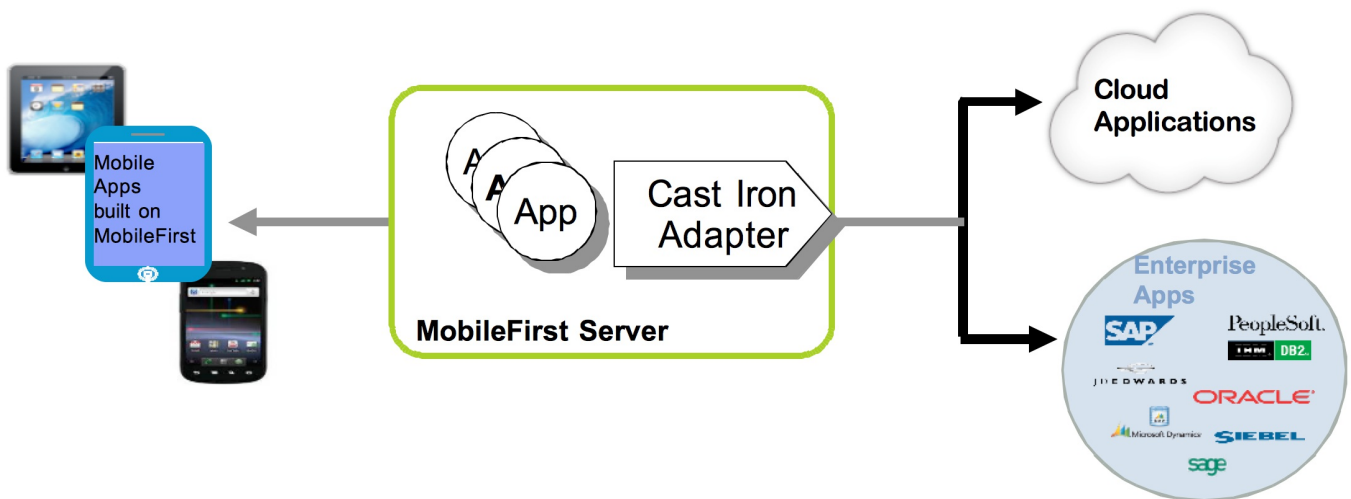 Mobile
Apps
built on
MobileFirst
A
A
App
Cast Iron
Adapter
MobileFirst Server
Cloud
Applications
Enterprise
Apps
SAP
PeopleSoft.
IBM DB2
JDEDWARDS
ORACLE
Microsoft Dynamics
SIEBEL
sage